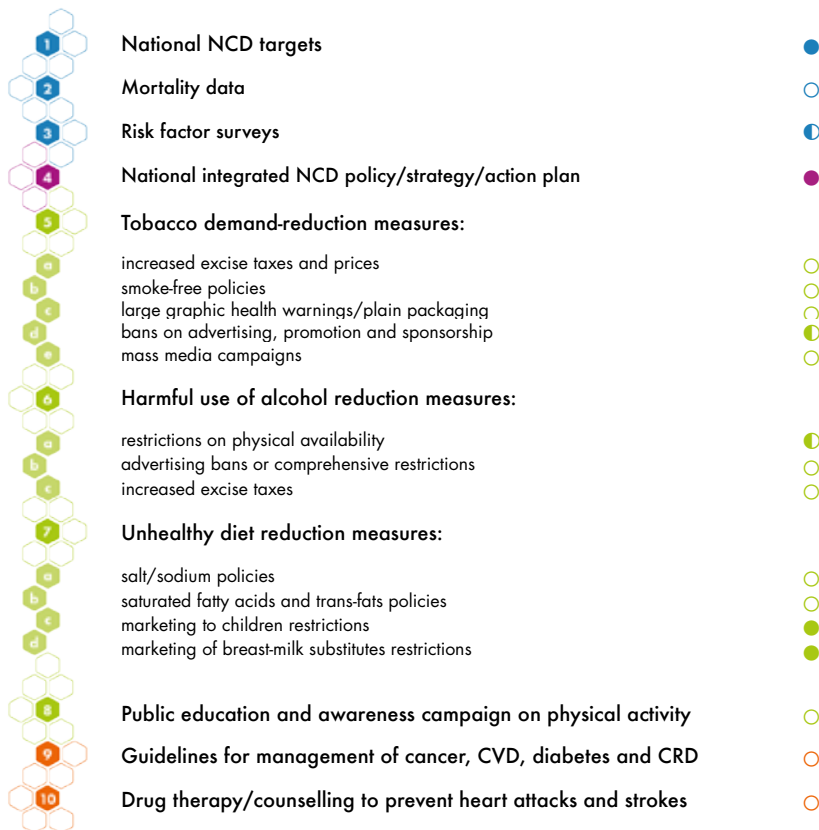 1 National NCD targets
2 Mortality data
3 Risk factor surveys
4 National integrated NCD policy/strategy/action plan
5 Tobacco demand-reduction measures:
a increased excise taxes and prices
b smoke-free policies
c large graphic health warnings/plain packaging
d bans on advertising, promotion and sponsorship
e mass media campaigns
6 Harmful use of alcohol reduction measures:
a restrictions on physical availability
b advertising bans or comprehensive restrictions
c increased excise taxes
7 Unhealthy diet reduction measures:
a salt/sodium policies
b saturated fatty acids and trans-fats policies
c marketing to children restrictions
d marketing of breast-milk substitutes restrictions
8 Public education and awareness campaign on physical activity
9 Guidelines for management of cancer, CVD, diabetes and CRD
10 Drug therapy/counselling to prevent heart attacks and strokes